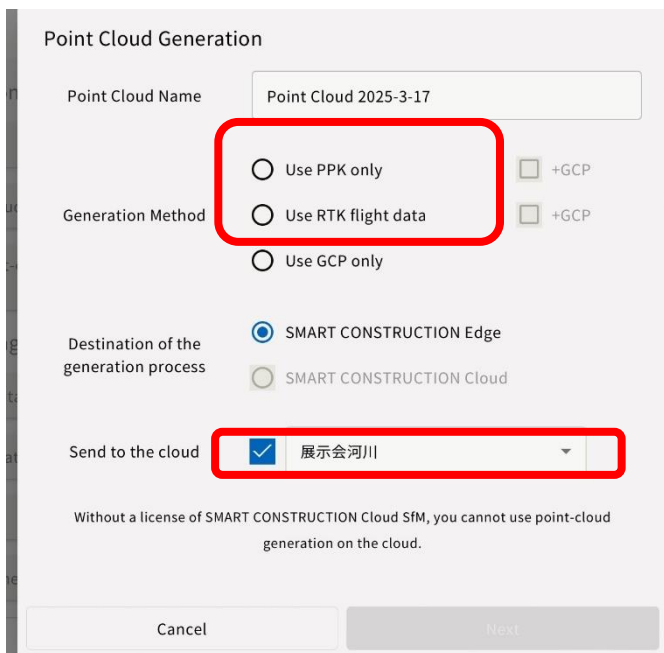 Point Cloud Generation
Point Cloud Name
Point Cloud 2025-3-17
Generation Method
Use PPK only
+GCP
Use RTK flight data
+GCP
Use GCP only
Destination of the
generation process
SMART CONSTRUCTION Edge
SMART CONSTRUCTION Cloud
Send to the cloud
展示会河川
Without a license of SMART CONSTRUCTION Cloud SfM, you cannot use point-cloud
generation on the cloud.
Cancel
Next